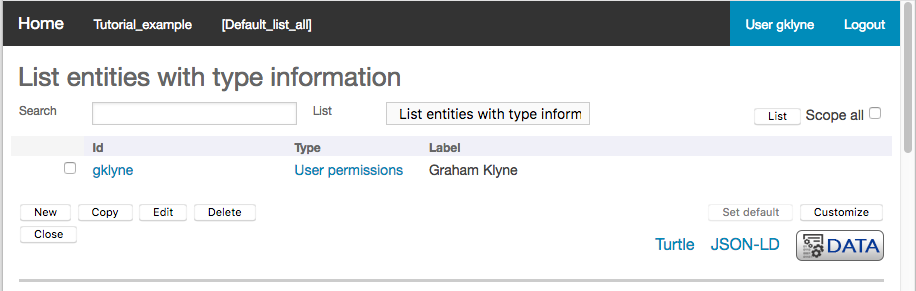 Home Tutorial_example [Default_list_all] User gklyne Logout
List entities with type information
Search List List entities with type inform List Scope all
Id Type Label
gklyne User permissions Graham Klyne
New Copy Edit Delete Set default Customize
Close
Turtle JSON-LD DATA